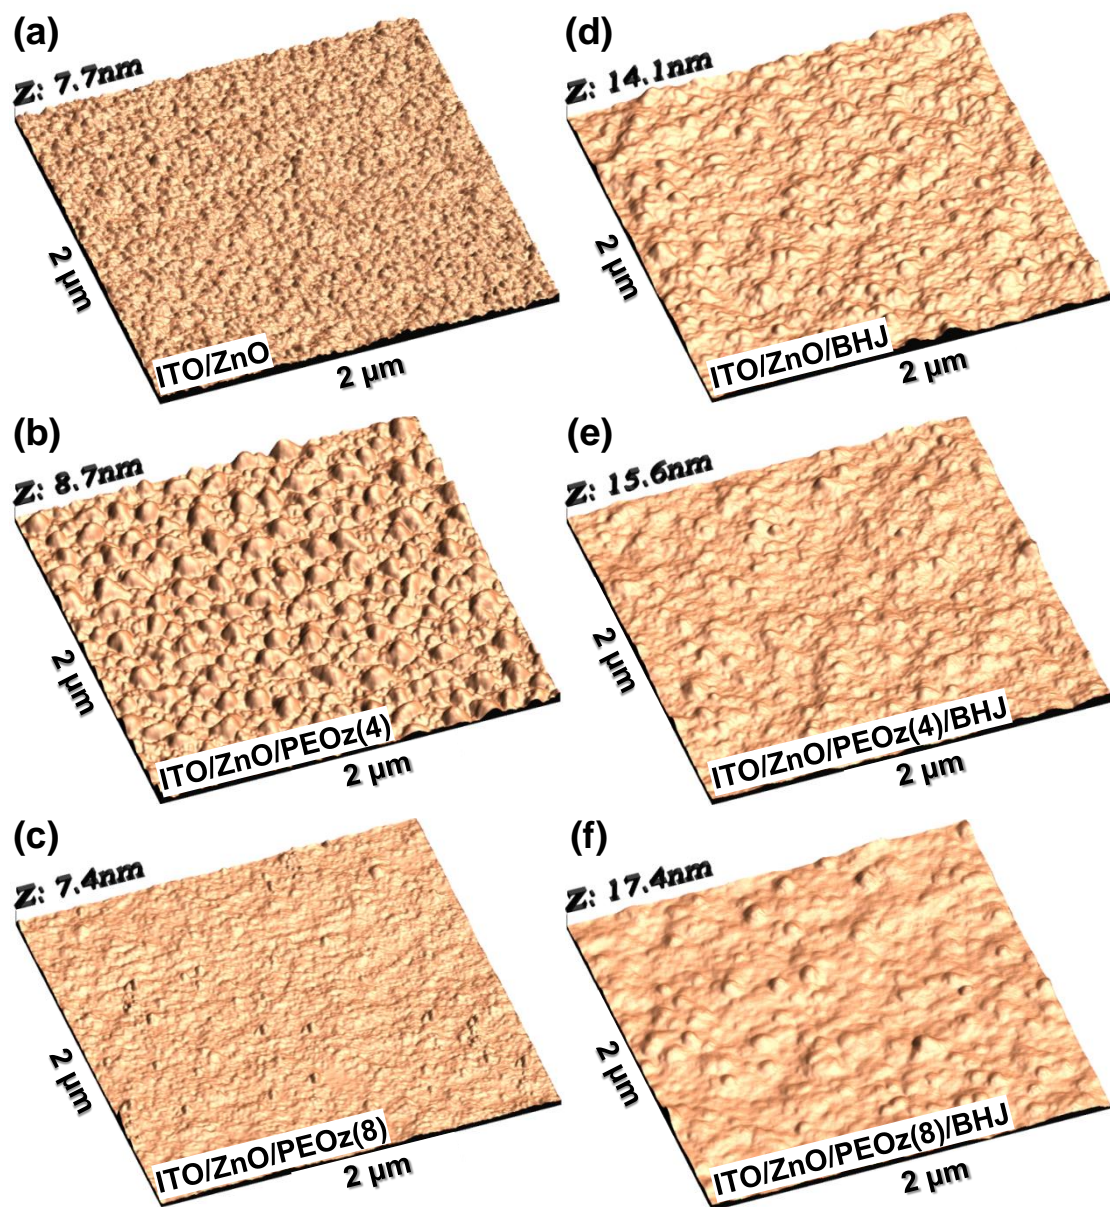 (a)
Z: 7.7nm
2 µm
ITO/ZnO
2 µm
(b)
Z: 8.7nm
2 µm
ITO/ZnO/PEOz(4)
2 µm
(c)
Z: 7.4nm
2 µm
ITO/ZnO/PEOz(8)
2 µm
(d)
Z: 14.1nm
2 µm
ITO/ZnO/BHJ
2 µm
(e)
Z: 15.6nm
2 µm
ITO/ZnO/PEOz(4)/BHJ
2 µm
(f)
Z: 17.4nm
2 µm
ITO/ZnO/PEOz(8)/BHJ
2 µm